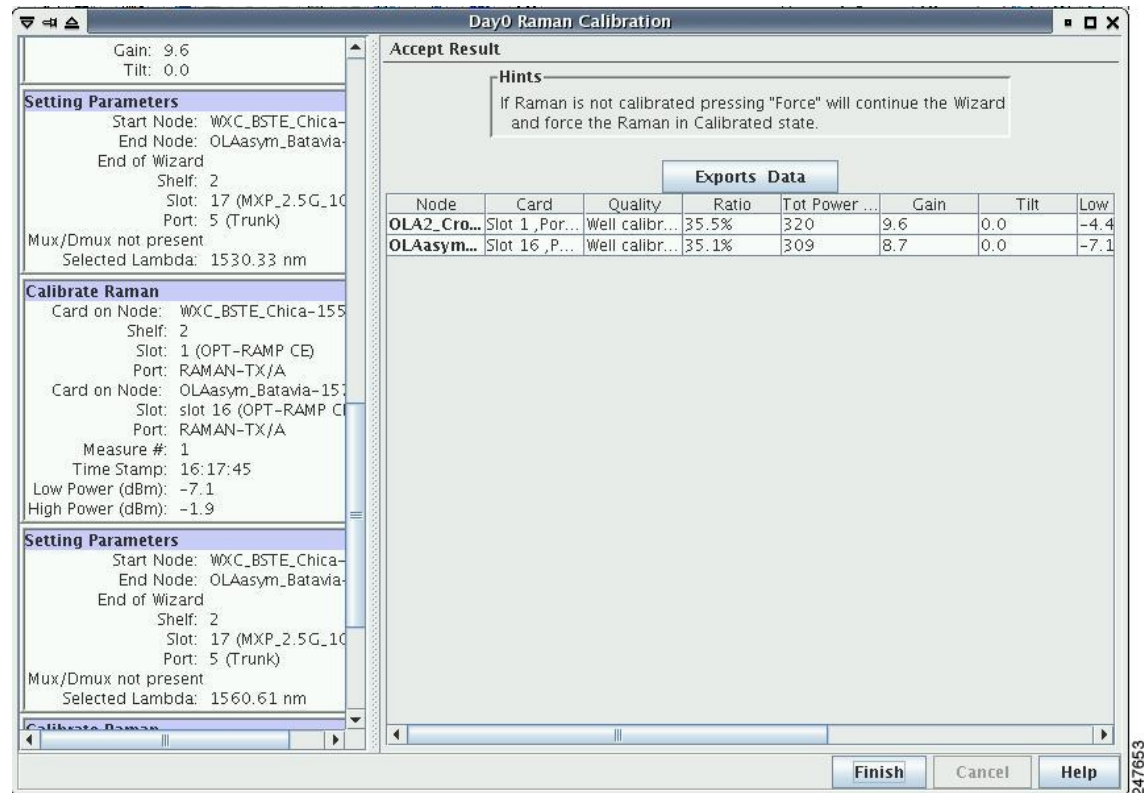 Day0 Raman Calibration
Gain: 9.6
Tilt: 0.0
Setting Parameters
Start Node: WXC_BSTE_Chica-
End Node: OLAasym_Batavia-
End of Wizard
Shelf: 2
Slot: 17 (MXP_2.5G_10
Port: 5 (Trunk)
Mux/Dmux not present
Selected Lambda: 1530.33 nm
Calibrate Raman
Card on Node: WXC_BSTE_Chica-155
Shelf: 2
Slot: 1 (OPT-RAMP CE)
Port: RAMAN-TX/A
Card on Node: OLAasym_Batavia-157
Slot: slot 16 (OPT-RAMP C
Port: RAMAN-TX/A
Measure #: 1
Time Stamp: 16:17:45
Low Power (dBm): -7.1
High Power (dBm): -1.9
Setting Parameters
Start Node: WXC_BSTE_Chica-
End Node: OLAasym_Batavia-
End of Wizard
Shelf: 2
Slot: 17 (MXP_2.5G_10
Port: 5 (Trunk)
Mux/Dmux not present
Selected Lambda: 1560.61 nm
Calibrate Raman
Accept Result
Hints
If Raman is not calibrated pressing "Force" will continue the Wizard
and force the Raman in Calibrated state.
Exports Data
Node Card Quality Ratio Tot Power ... Gain Tilt Low
OLA2_Cro... Slot 1 ,Por... Well calibr... 35.5% 320 9.6 0.0 -4.4
OLAasym... Slot 16 ,P... Well calibr... 35.1% 309 8.7 0.0 -7.1
Finish Cancel Help
247653